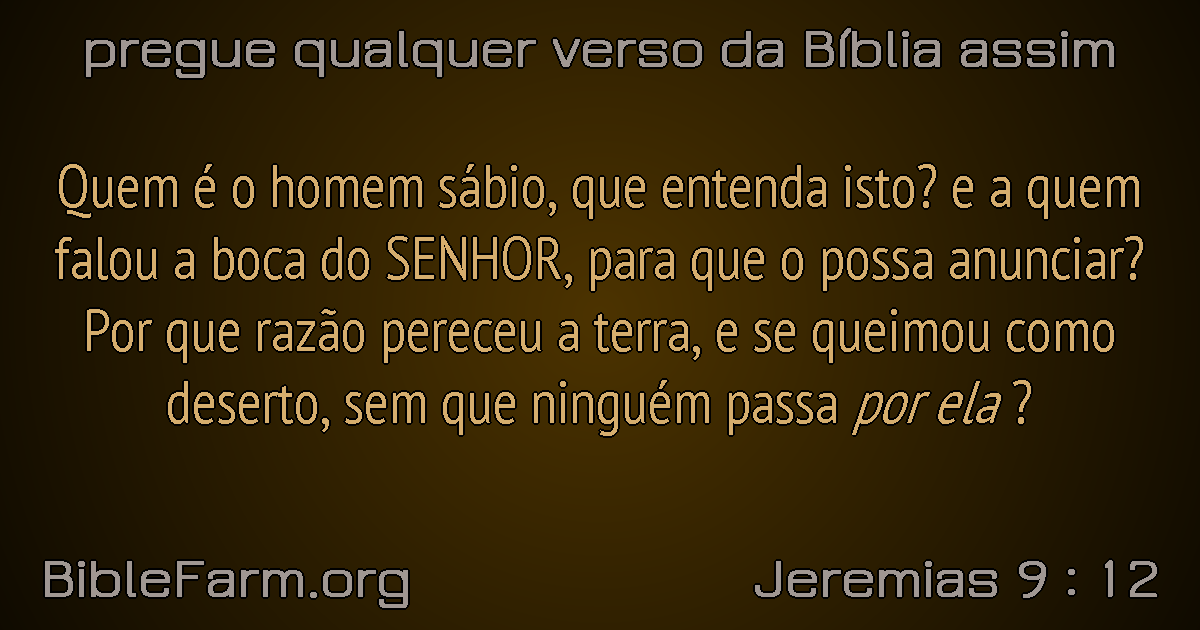 pregue qualquer verso da Bíblia assim
Quem é o homem sábio, que entenda isto? e a quem
falou a boca do SENHOR, para que o possa anunciar?
Por que razão pereceu a terra, e se queimou como
deserto, sem que ninguém passa por ela ?
BibleFarm.org
Jeremias 9 : 12